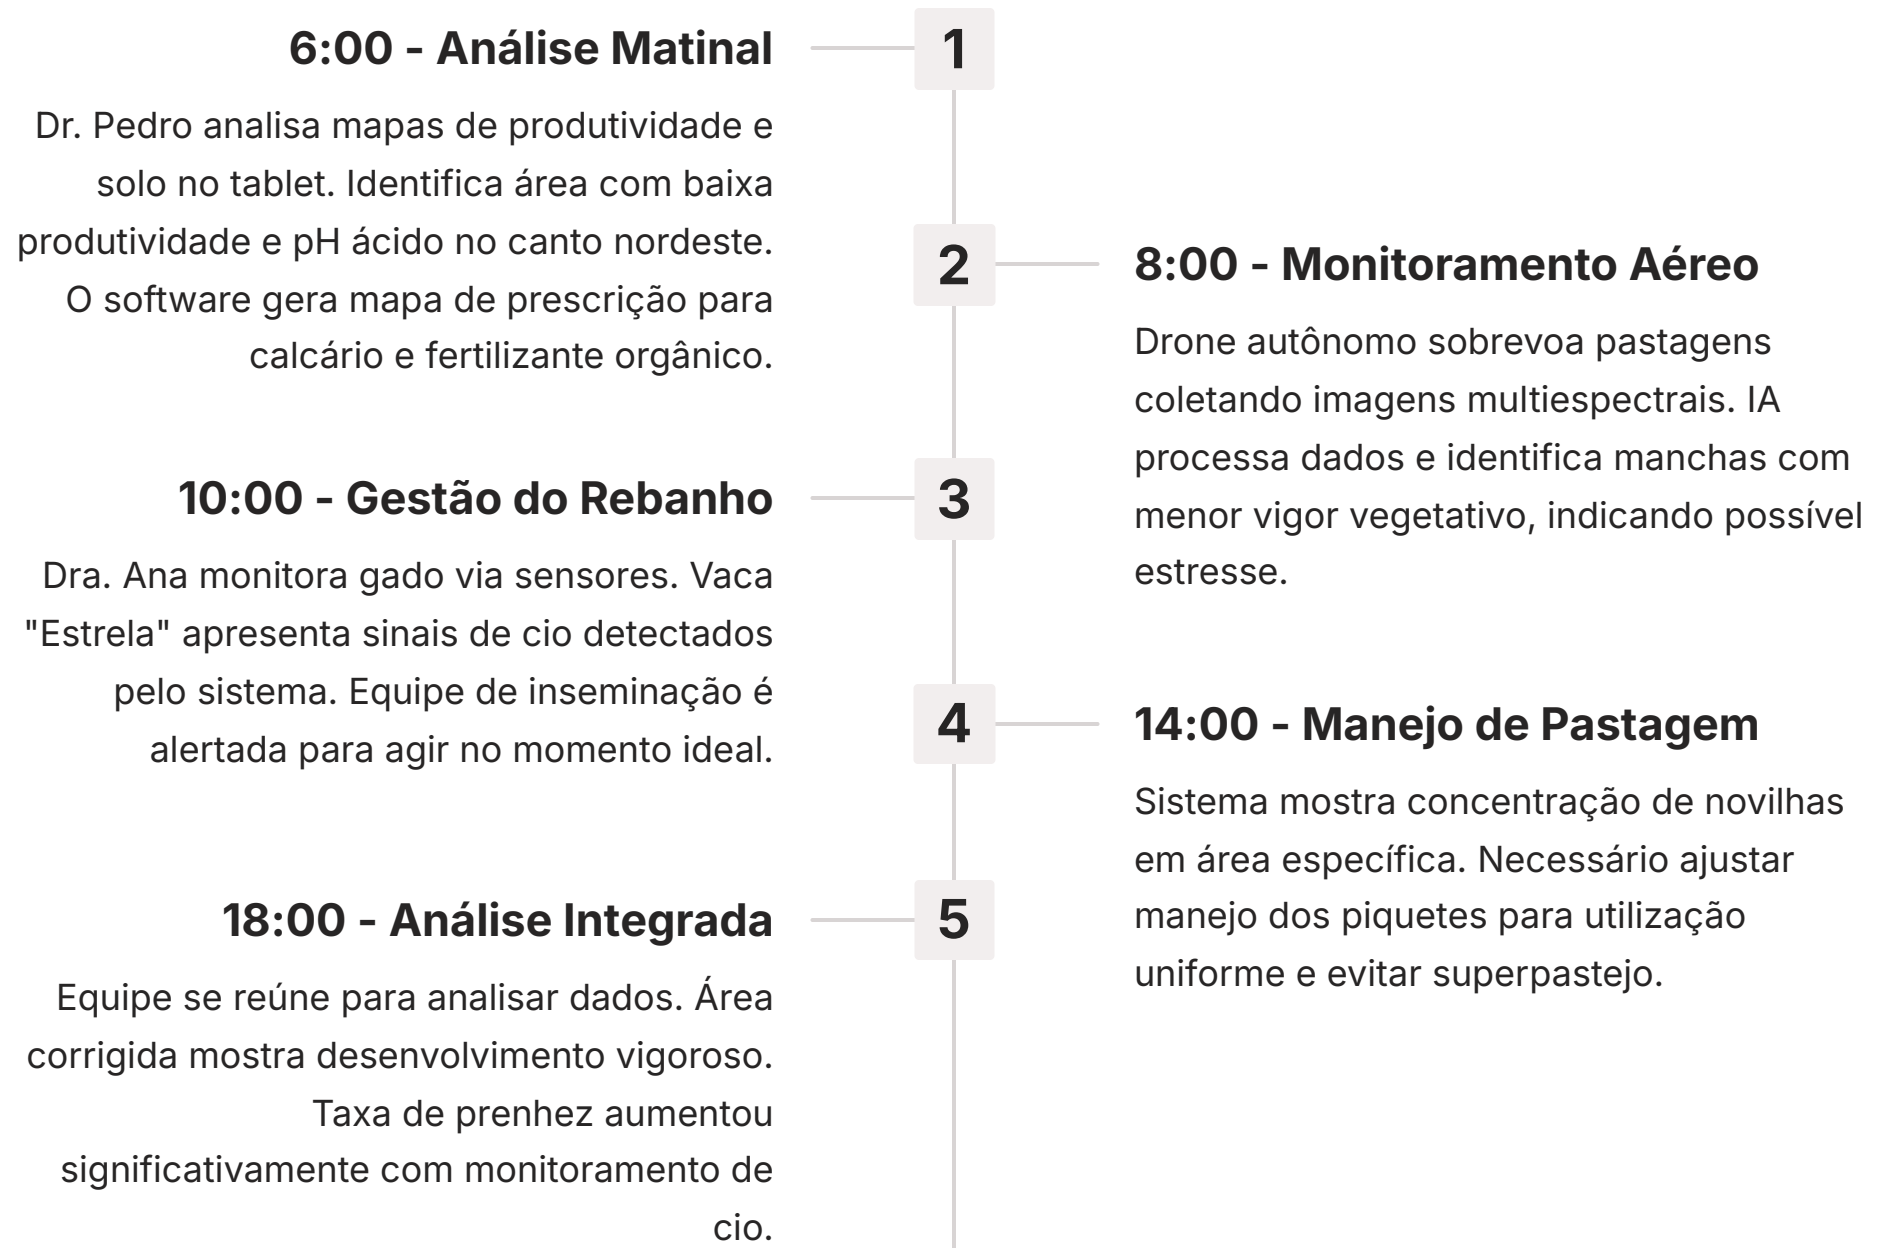 1
6:00 - Análise Matinal
Dr. Pedro analisa mapas de produtividade e
solo no tablet. Identifica área com baixa
produtividade e pH ácido no canto nordeste.
O software gera mapa de prescrição para
calcário e fertilizante orgânico.
2
8:00 - Monitoramento Aéreo
Drone autônomo sobrevoa pastagens
coletando imagens multiespectrais. IA
processa dados e identifica manchas com
menor vigor vegetativo, indicando possível
estresse.
3
10:00 - Gestão do Rebanho
Dra. Ana monitora gado via sensores. Vaca
"Estrela" apresenta sinais de cio detectados
pelo sistema. Equipe de inseminação é
alertada para agir no momento ideal.
4
14:00 - Manejo de Pastagem
Sistema mostra concentração de novilhas
em área específica. Necessário ajustar
manejo dos piquetes para utilização
uniforme e evitar superpastejo.
5
18:00 - Análise Integrada
Equipe se reúne para analisar dados. Área
corrigida mostra desenvolvimento vigoroso.
Taxa de prenhez aumentou
significativamente com monitoramento de
cio.